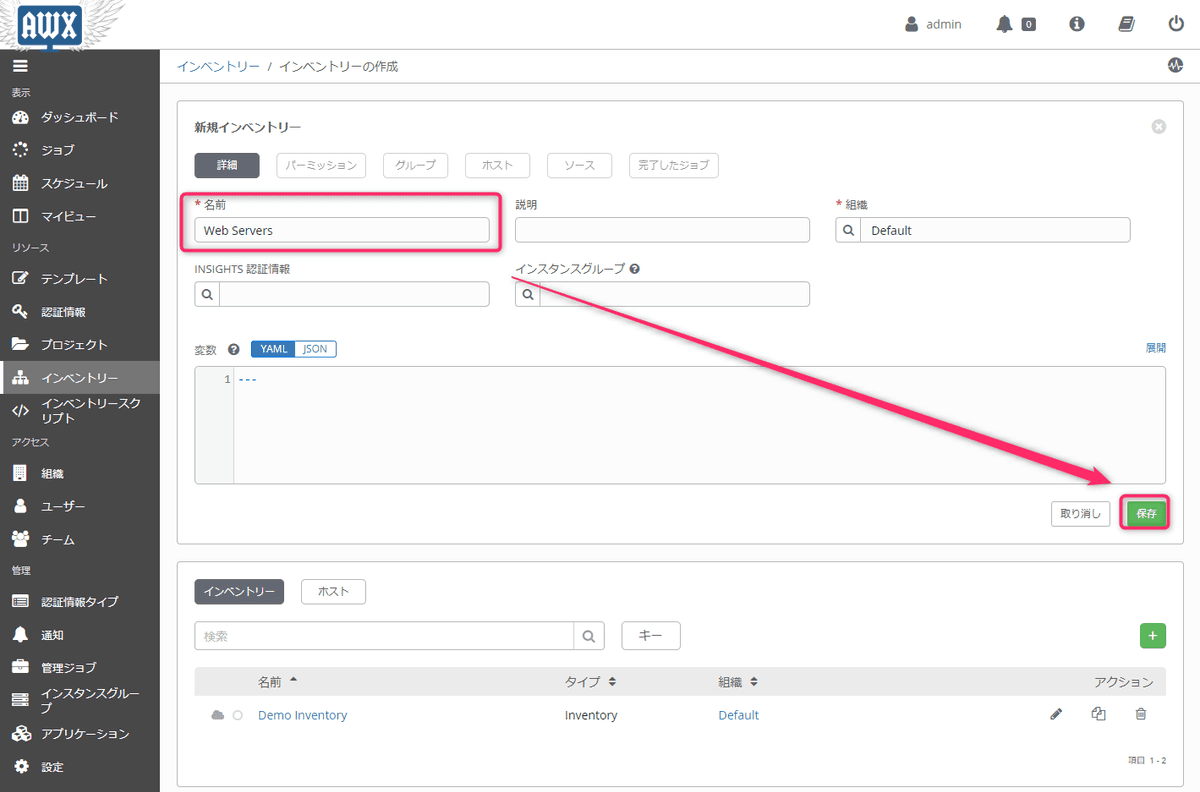 AWX
admin
0
表示
ダッシュボード
ジョブ
スケジュール
マイビュー
リソース
テンプレート
認証情報
プロジェクト
インベントリー
インベントリースク
リプト
アクセス
組織
ユーザー
チーム
管理
認証情報タイプ
通知
管理ジョブ
インスタンスグルー
プ
アプリケーション
設定
インベントリー / インベントリーの作成
新規インベントリー
詳細 パーミッション グループ ホスト ソース 完了したジョブ
* 名前 説明 * 組織
Web Servers Default
INSIGHTS 認証情報 インスタンスグループ ?
変数 ? YAML JSON 展開
1 ---
取り消し 保存
インベントリー ホスト
検索 キー +
名前 タイプ 組織 アクション
Demo Inventory Inventory Default
項目 1 - 2